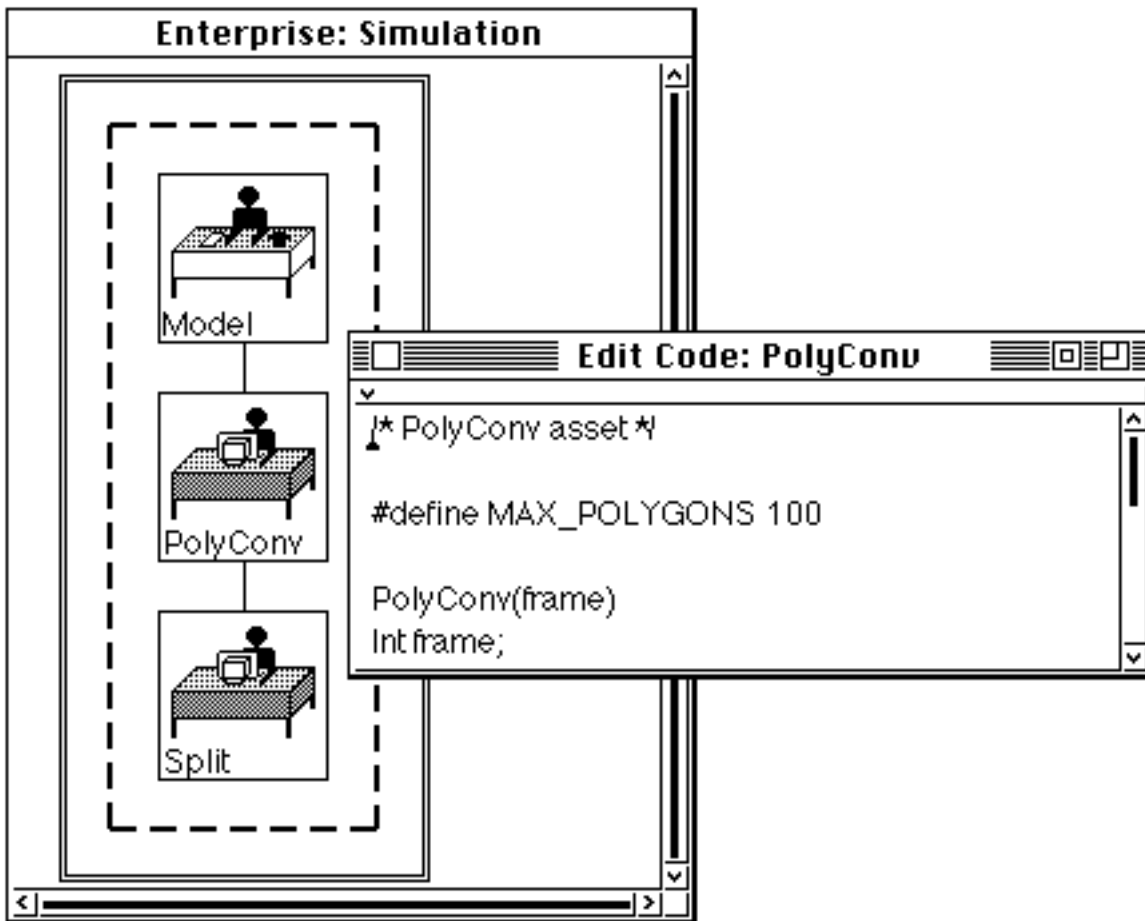 Enterprise: Simulation
Model
PolyConv
Split
Edit Code: PolyConv
/* PolyConv asset */
#define MAX_POLYGONS 100
PolyConv(frame)
Int frame;